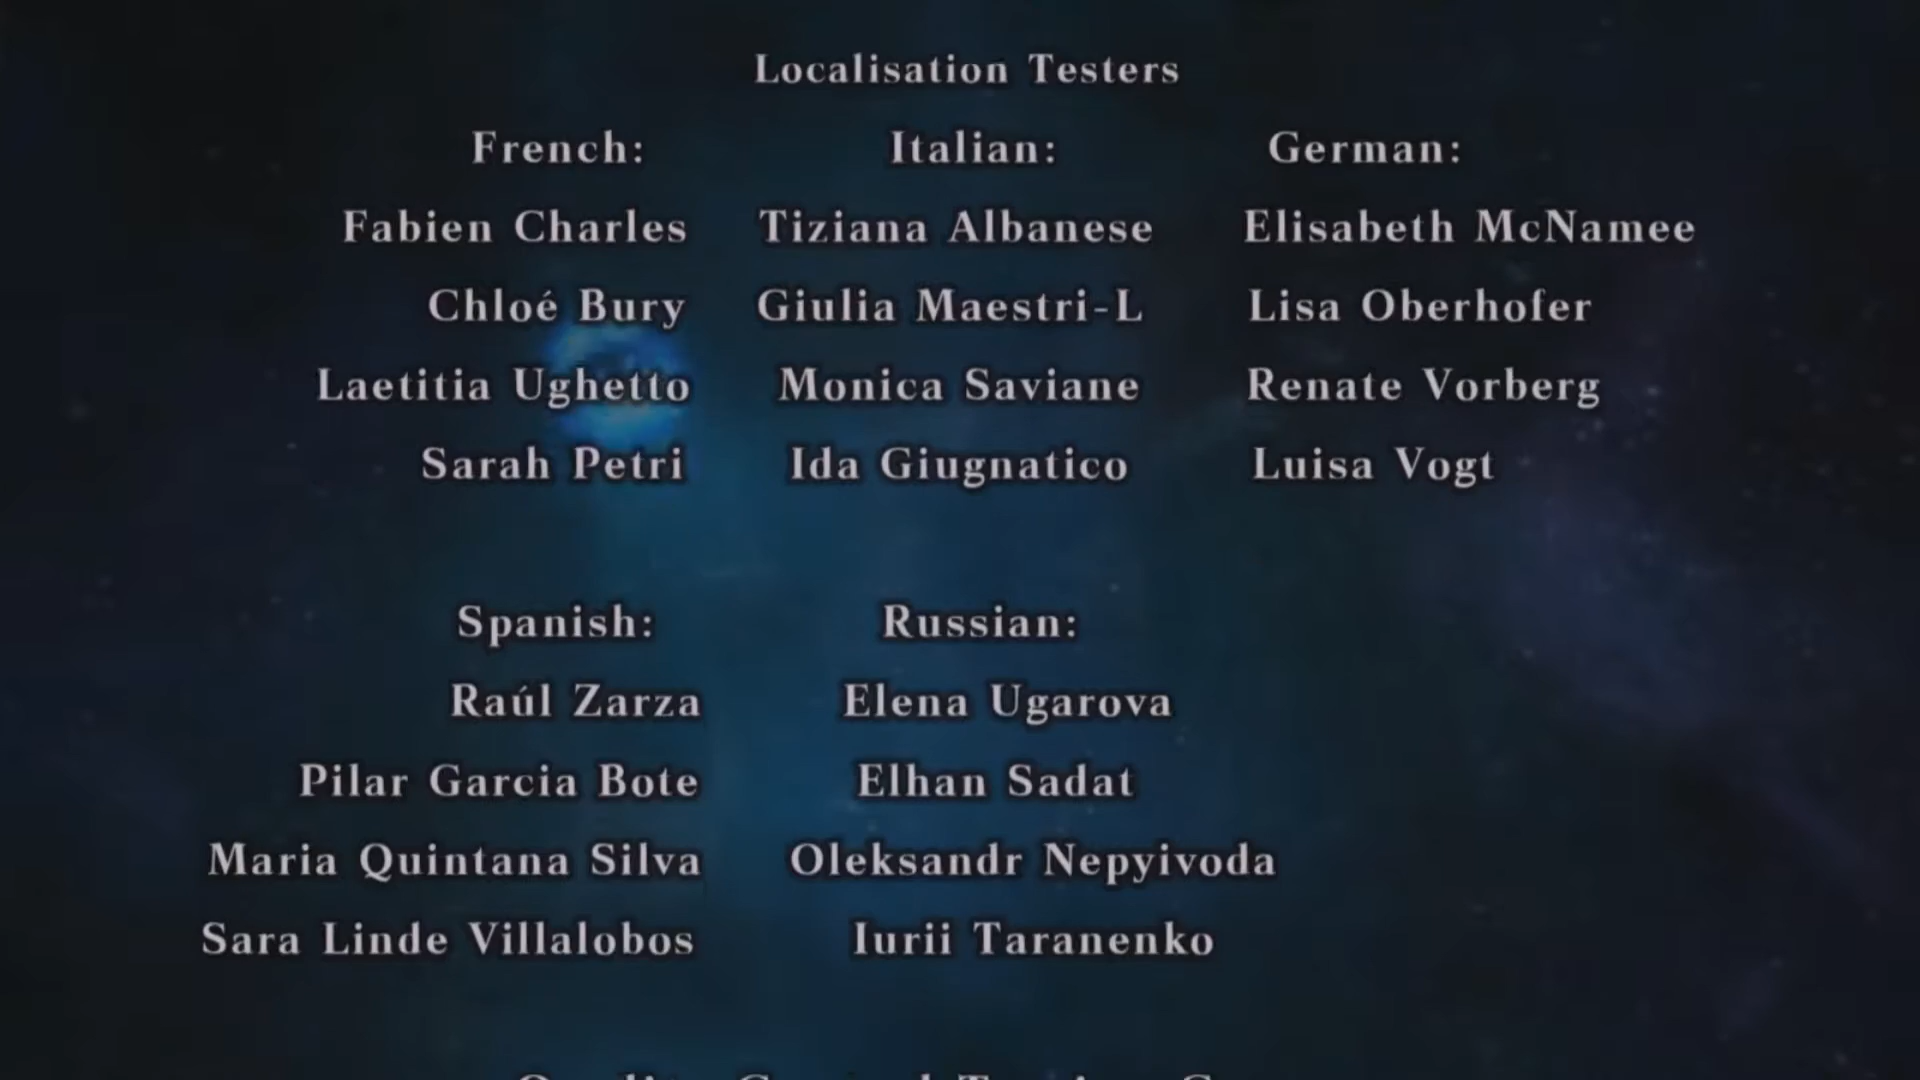 Localisation Testers
French: Italian: German:
Fabien Charles Tiziana Albanese Elisabeth McNamee
Chloé Bury Giulia Maestri-L Lisa Oberhofer
Laetitia Ughetto Monica Saviane Renate Vorberg
Sarah Petri Ida Giugnatico Luisa Vogt
Spanish: Russian:
Raúl Zarza Elena Ugarova
Pilar Garcia Bote Elhan Sadat
Maria Quintana Silva Oleksandr Nepyivoda
Sara Linde Villalobos Iurii Taranenko